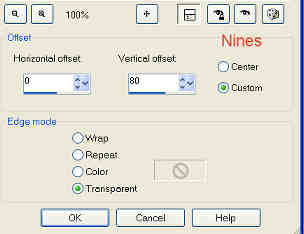 100%
Offset
Nines
Horizontal offset:
Vertical offset:
0
80
Center
Custom
Edge mode
Wrap
Repeat
Color
Transparent
OK
Cancel
Help